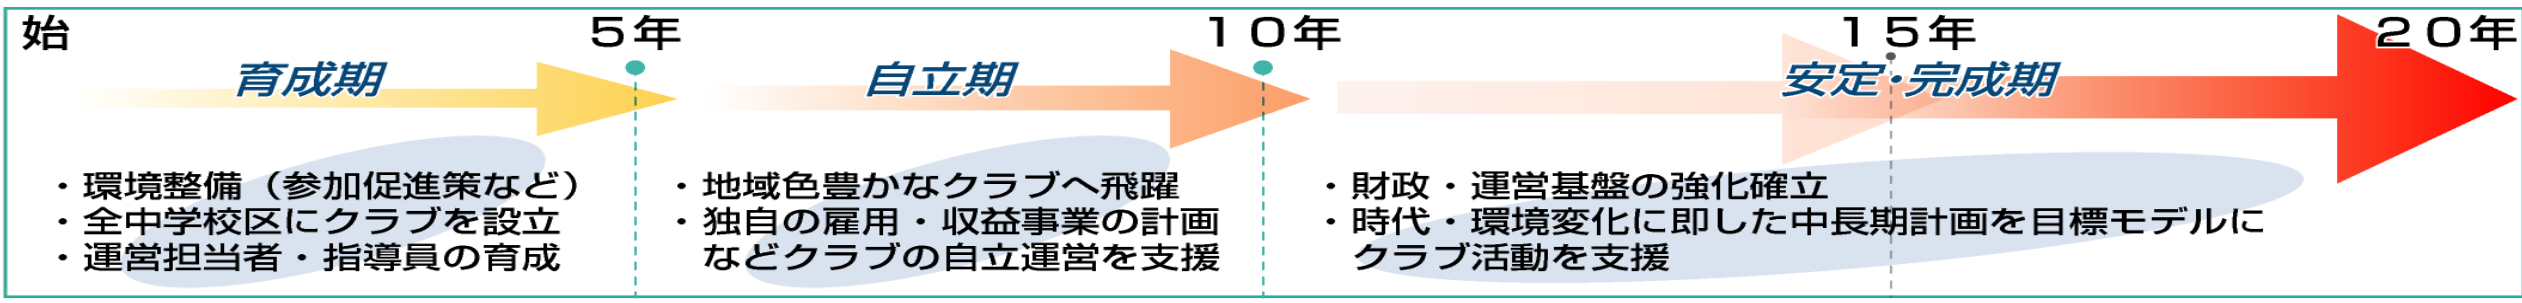 始
5年
10年
15年
20年
育成期
自立期
安定・完成期
・環境整備（参加促進策など）
・全中学校区にクラブを設立
・運営担当者・指導員の育成
・地域色豊かなクラブへ飛躍
・独自の雇用・収益事業の計画
などクラブの自立運営を支援
・財政・運営基盤の強化確立
・時代・環境変化に即した中長期計画を目標モデルに
クラブ活動を支援